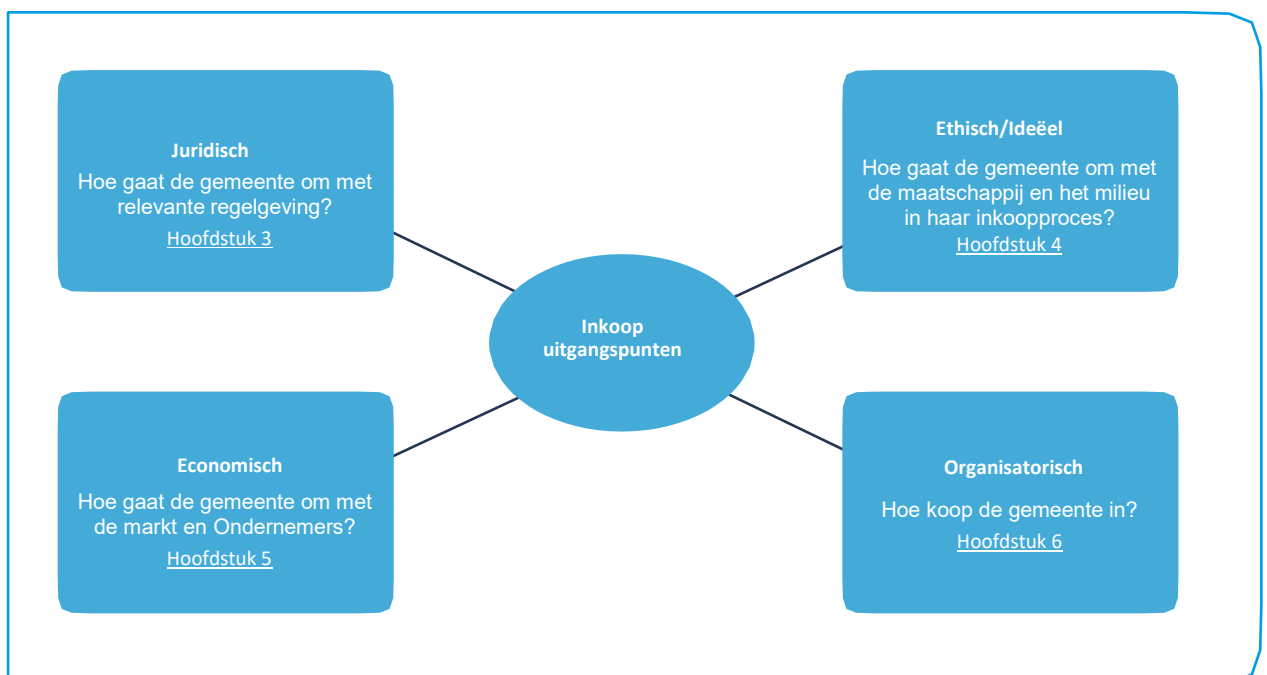 Juridisch
Hoe gaat de gemeente om met
relevante regelgeving?
Hoofdstuk 3
Ethisch/Ideëel
Hoe gaat de gemeente om met
de maatschappij en het milieu
in haar inkoopproces?
Hoofdstuk 4
Inkoop
uitgangspunten
Economisch
Hoe gaat de gemeente om met
de markt en Ondernemers?
Hoofdstuk 5
Organisatorisch
Hoe koop de gemeente in?
Hoofdstuk 6